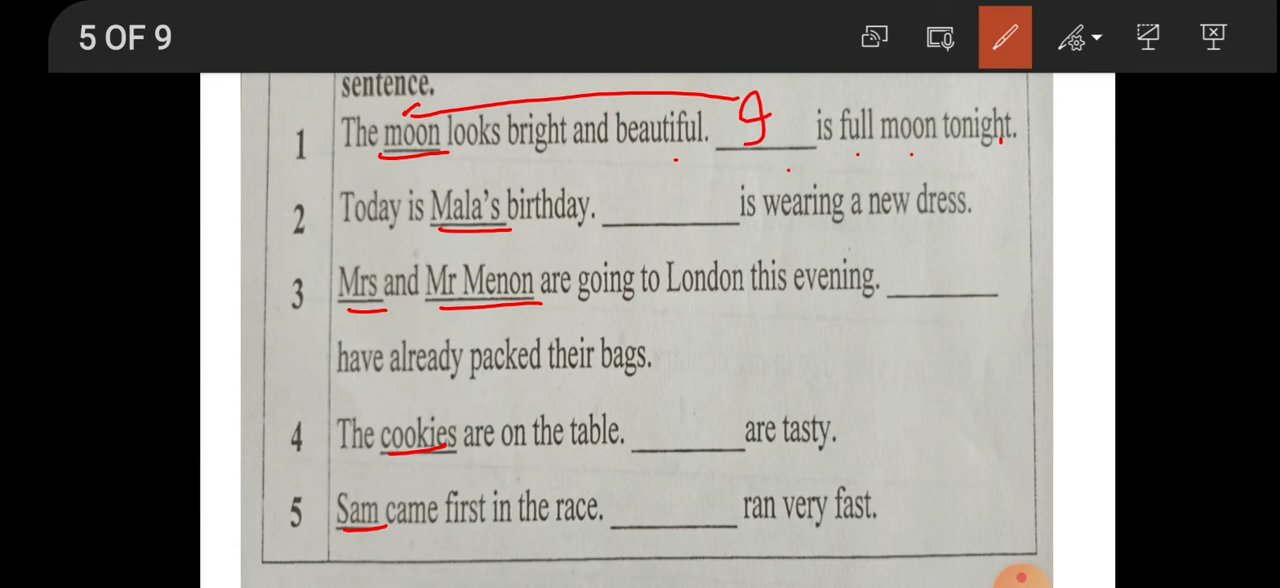 5 OF 9
sentence.
1 The moon looks bright and beautiful. ________ is full moon tonight.
2 Today is Mala's birthday. ________ is wearing a new dress.
3 Mrs and Mr Menon are going to London this evening. ________
have already packed their bags.
4 The cookies are on the table. ________ are tasty.
5 Sam came first in the race. ________ ran very fast.